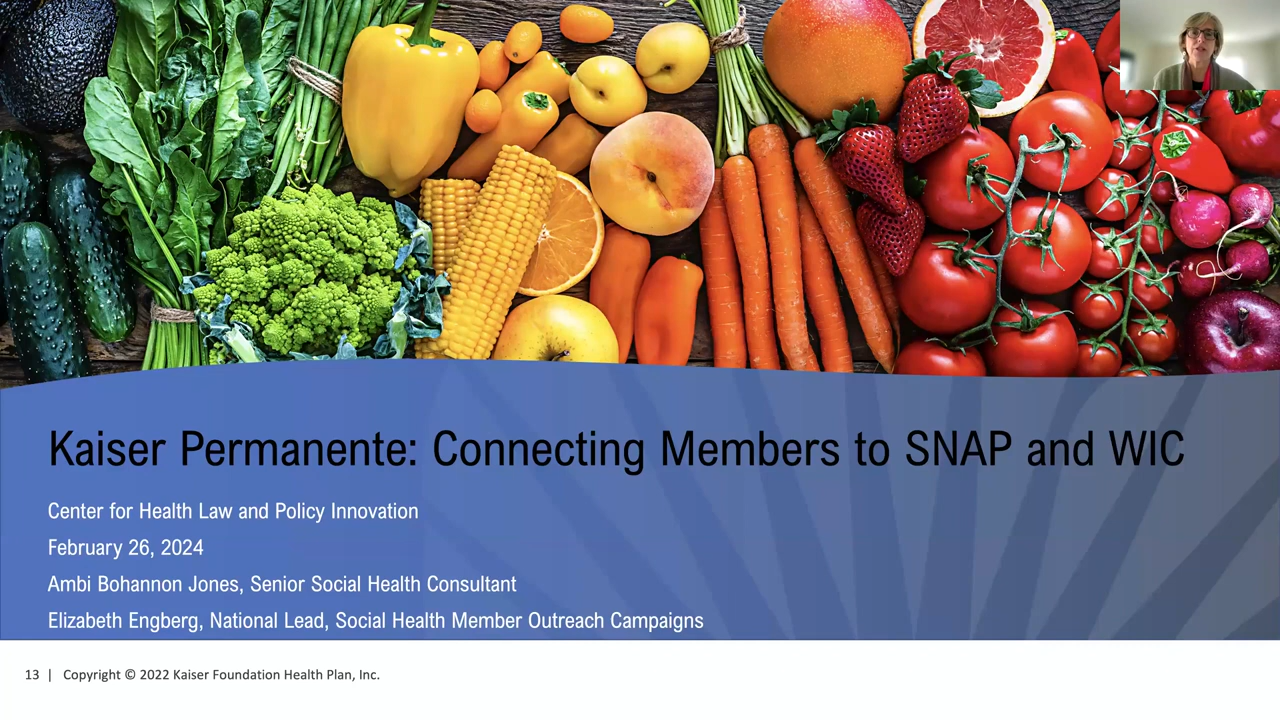 Kaiser Permanente: Connecting Members to SNAP and WIC
Center for Health Law and Policy Innovation
February 26, 2024
Ambi Bohannon Jones, Senior Social Health Consultant
Elizabeth Engberg, National Lead, Social Health Member Outreach Campaigns
13 | Copyright © 2022 Kaiser Foundation Health Plan, Inc.